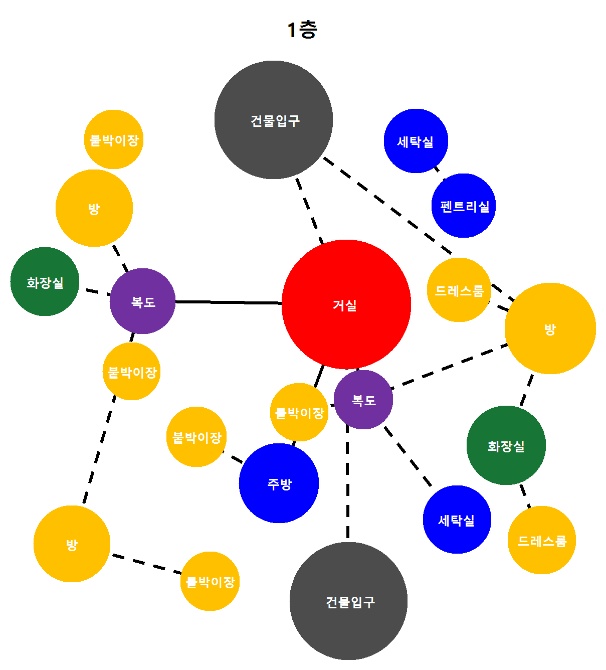 1층
건물입구
붙박이장
세탁실
방
펜트리실
화장실
복도
드레스룸
거실
방
붙박이장
붙박이장
복도
붙박이장
화장실
주방
세탁실
방
드레스룸
붙박이장
건물입구